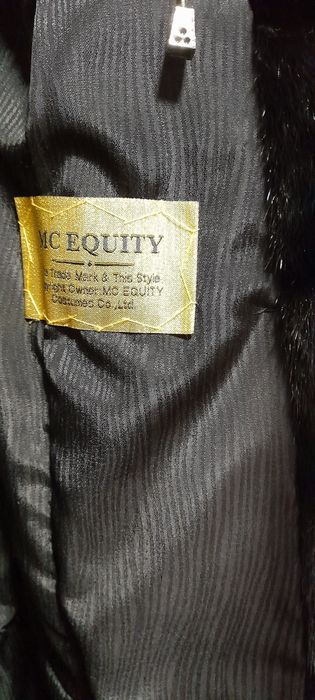 MC EQUITY
Trade Mark & This Style
Owner:MC EQUITY
Costumes Co.,Ltd